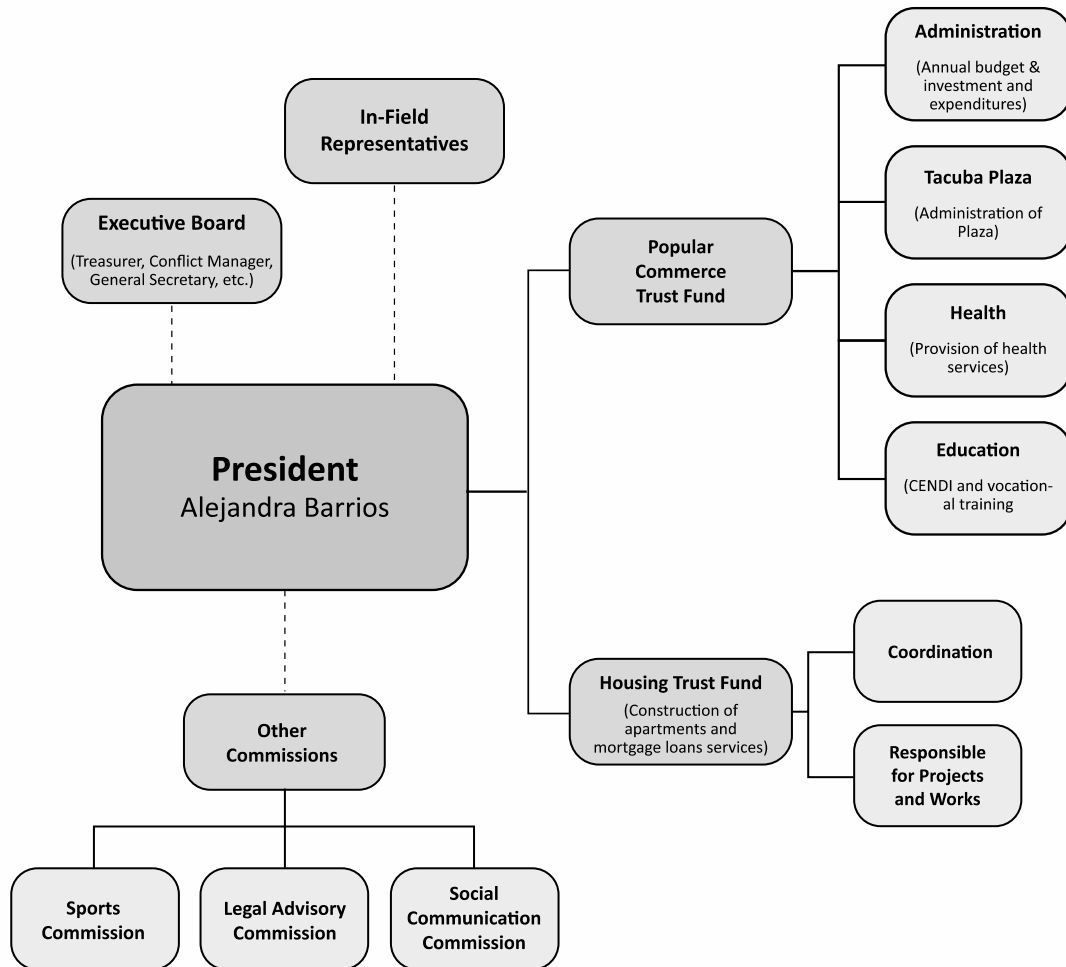 In-Field
Representatives
Executive Board
(Treasurer, Conflict Manager,
General Secretary, etc.)
President
Alejandra Barrios
Popular
Commerce
Trust Fund
Administration
(Annual budget &
investment and
expenditures)
Tacuba Plaza
(Administration of
Plaza)
Health
(Provision of health
services)
Education
(CENDI and vocation-
al training
Housing Trust Fund
(Construction of
apartments and
mortgage loans services)
Coordination
Responsible
for Projects
and Works
Other
Commissions
Sports
Commission
Legal Advisory
Commission
Social
Communication
Commission